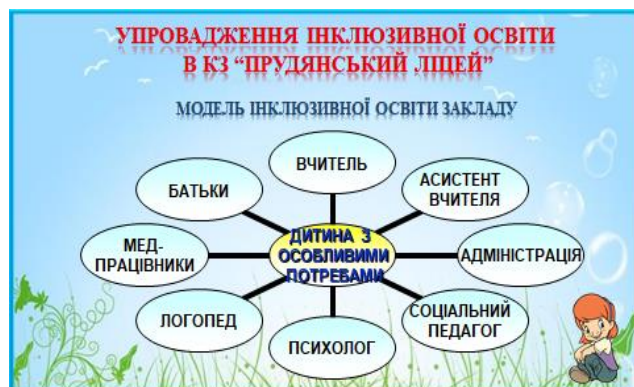 УПРОВАДЖЕННЯ ІНКЛЮЗИВНОЇ ОСВІТИ
В КЗ “ПРУДЯНСЬКИЙ ЛІЦЕЙ”
МОДЕЛЬ ІНКЛЮЗИВНОЇ ОСВІТИ ЗАКЛАДУ
ВЧИТЕЛЬ
БАТЬКИ
АСИСТЕНТ
ВЧИТЕЛЯ
МЕД-
ПРАЦІВНИКИ
ДИТИНА З
ОСОБЛИВИМИ
ПОТРЕБАМИ
АДМІНІСТРАЦІЯ
ЛОГОПЕД
ПСИХОЛОГ
СОЦІАЛЬНИЙ
ПЕДАГОГ